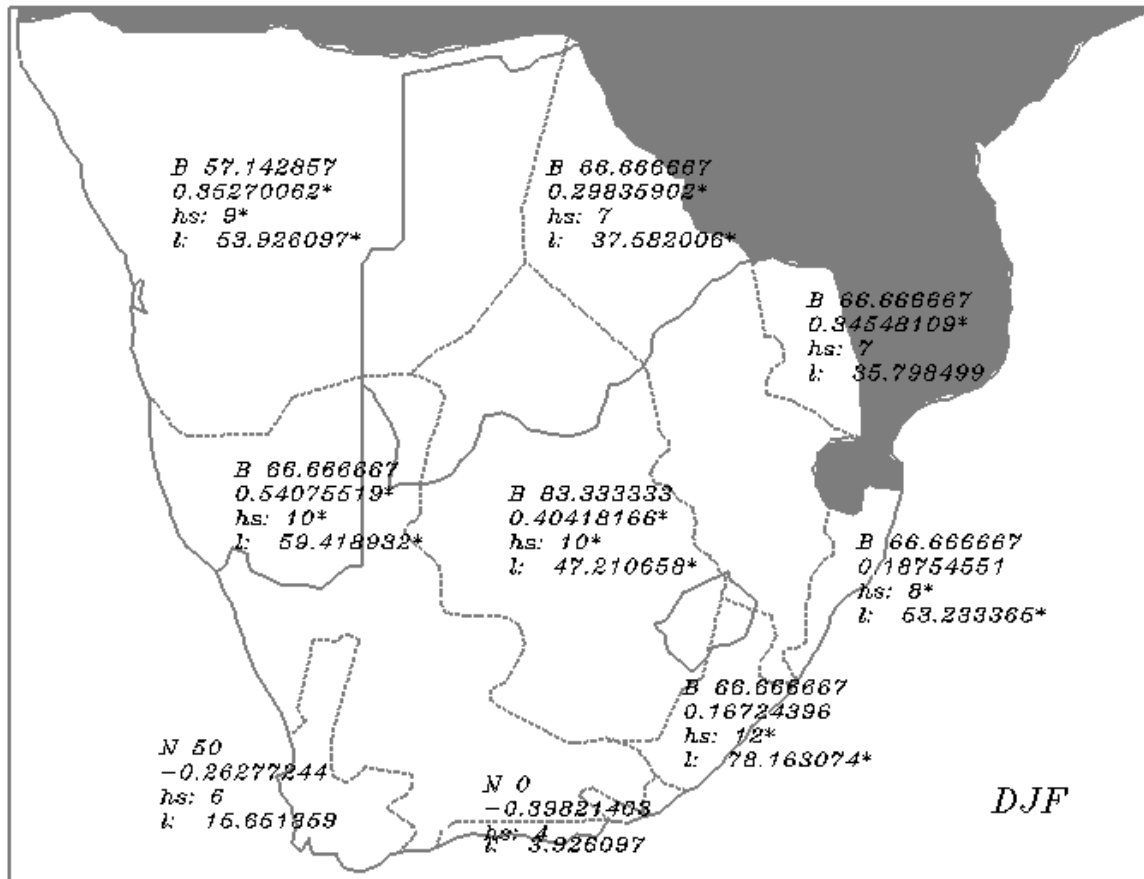 B 57.142857
0.35270062*
hs: 9*
l: 53.926097*
B 66.666667
0.29835902*
hs: 7
l: 37.582006*
B 66.666667
0.34548109*
hs: 7
l: 35.798499
B 66.666667
0.54075519*
hs: 10*
l: 59.418932*
B 83.333333
0.40418166*
hs: 10*
l: 47.210658*
B 66.666667
0.18754551
hs: 8*
l: 53.233365*
B 66.666667
0.16724396
hs: 12*
l: 78.163074*
N 50
-0.26277244
hs: 6
l: 15.651359
N 0
-0.39821403
hs: 4
l: 3.926097
DJF